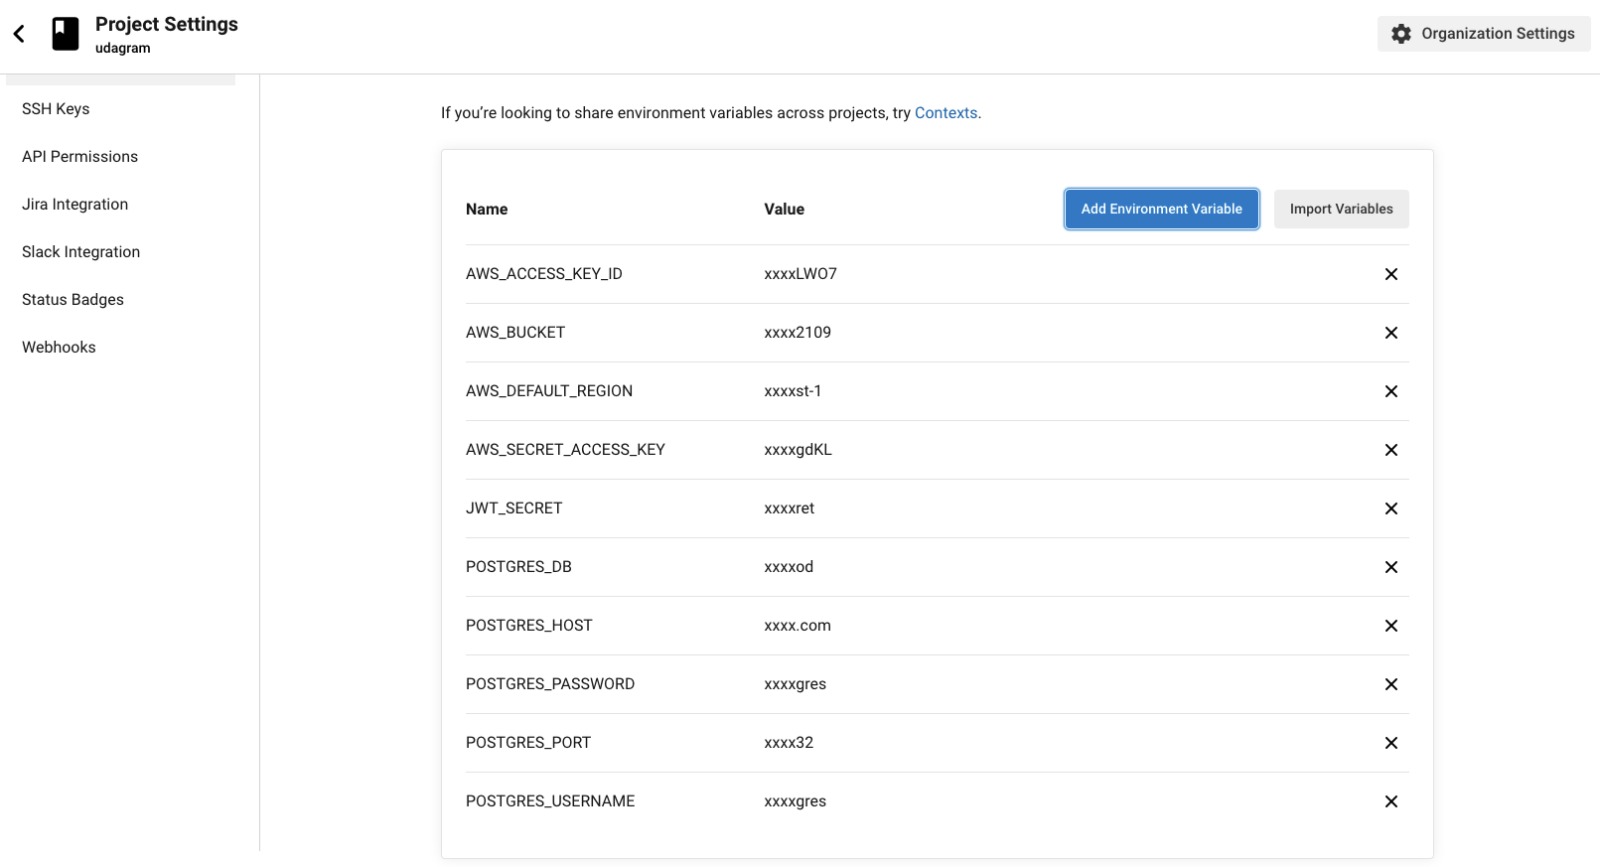 Project Settings
udagram
Organization Settings
SSH Keys
API Permissions
Jira Integration
Slack Integration
Status Badges
Webhooks
If you’re looking to share environment variables across projects, try Contexts.
Name Value Add Environment Variable Import Variables
AWS_ACCESS_KEY_ID xxxxLWO7
AWS_BUCKET xxxx2109
AWS_DEFAULT_REGION xxxxst-1
AWS_SECRET_ACCESS_KEY xxxxgdKL
JWT_SECRET xxxxret
POSTGRES_DB xxxxod
POSTGRES_HOST xxxx.com
POSTGRES_PASSWORD xxxxgres
POSTGRES_PORT xxxx32
POSTGRES_USERNAME xxxxgres